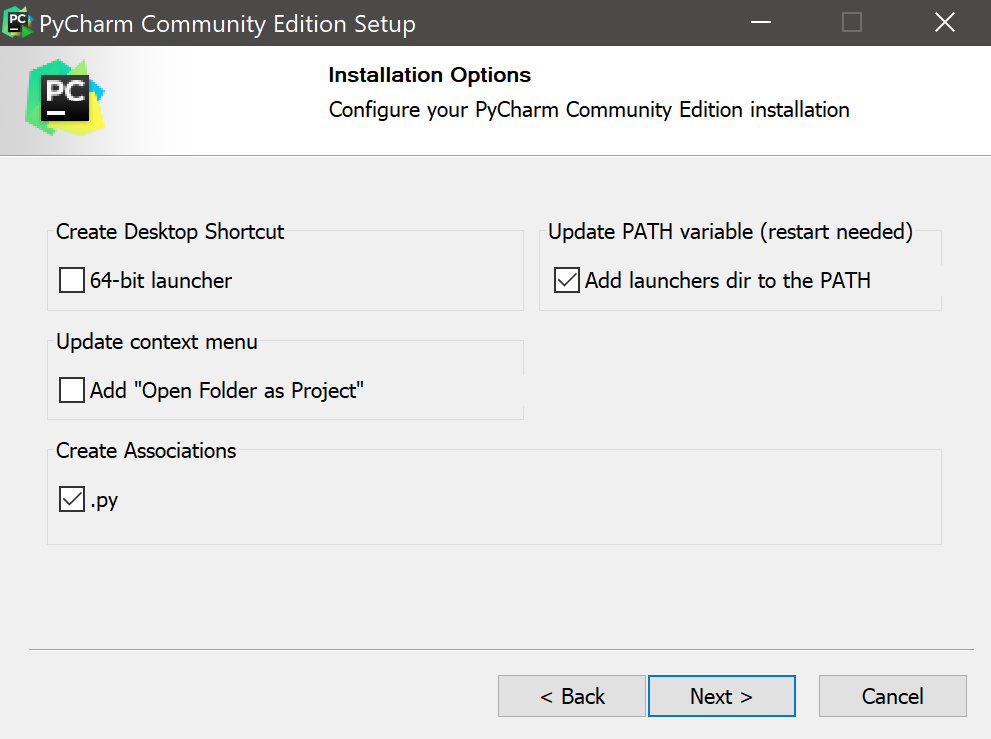 PC PyCharm Community Edition Setup
PC
Installation Options
Configure your PyCharm Community Edition installation
Create Desktop Shortcut
64-bit launcher
Update PATH variable (restart needed)
Add launchers dir to the PATH
Update context menu
Add "Open Folder as Project"
Create Associations
.py
< Back
Next >
Cancel